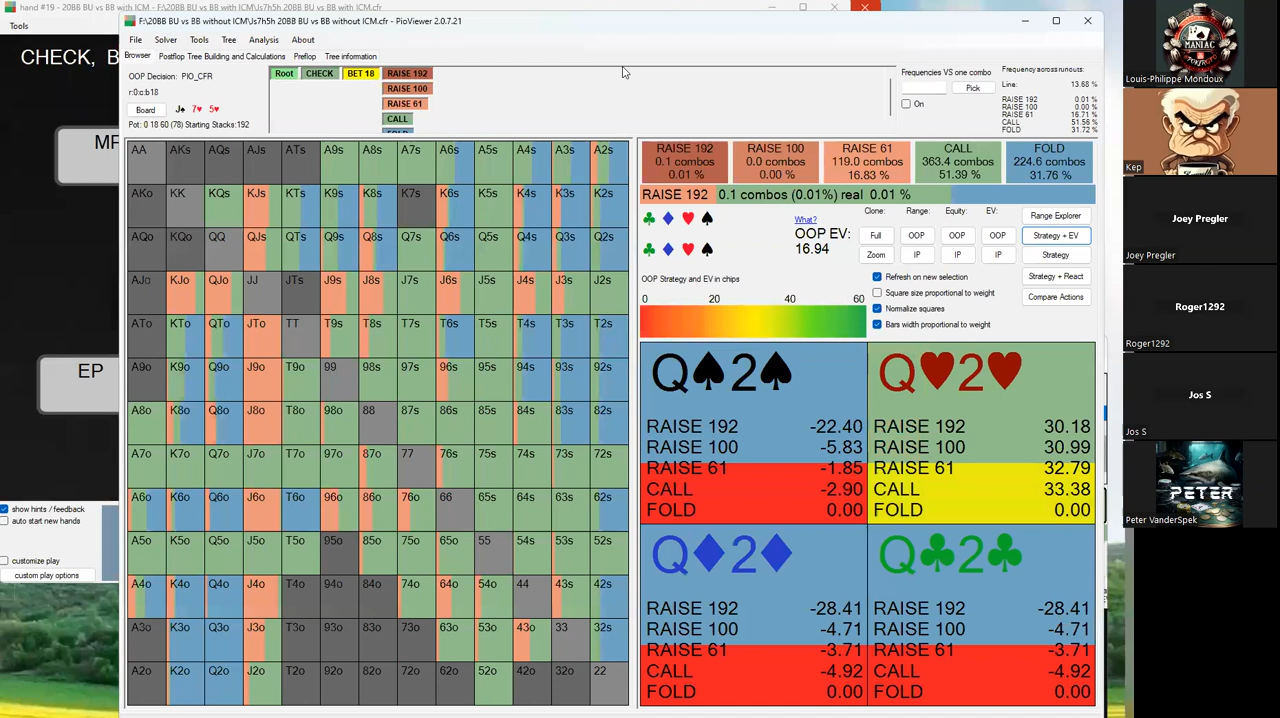 hand #19 - F:\20BB BU vs BB without ICM\Js7h5h 20BB BU vs BB without ICM.cfr
F:\20BB BU vs BB without ICM\Js7h5h 20BB BU vs BB without ICM.cfr - PioViewer 2.0.7.21
Tools
File Solver Tools Tree Analysis About
Browser Postflop Tree Building and Calculations Preflop Tree information
CHECK, B
OOP Decision: PIO_CFR
r:0:c:b18
Board J♠ 7♥ 5♥
Pot: 0 18 60 (78) Starting Stacks:192
Root CHECK BET 18 RAISE 192
RAISE 100
RAISE 61
CALL
FOLD
Frequencies VS one combo
Pick
On
Frequency across runouts:
Line: 13.68 %
RAISE 192 0.01 %
RAISE 100 0.00 %
RAISE 61 16.71 %
CALL 51.56 %
FOLD 31.72 %
MP
EP
show hints / feedback
auto start new hands
customize play
custom play options
AA AKs AQs AJs ATs A9s A8s A7s A6s A5s A4s A3s A2s
AKo KK KQs KJs KTs K9s K8s K7s K6s K5s K4s K3s K2s
AQo KQo QQ QJs QTs Q9s Q8s Q7s Q6s Q5s Q4s Q3s Q2s
AJo KJo QJo JJ JTs J9s J8s J7s J6s J5s J4s J3s J2s
ATo KTo QTo JTo TT T9s T8s T7s T6s T5s T4s T3s T2s
A9o K9o Q9o J9o T9o 99 98s 97s 96s 95s 94s 93s 92s
A8o K8o Q8o J8o T8o 98o 88 87s 86s 85s 84s 83s 82s
A7o K7o Q7o J7o T7o 97o 87o 77 76s 75s 74s 73s 72s
A6o K6o Q6o J6o T6o 96o 86o 76o 66 65s 64s 63s 62s
A5o K5o Q5o J5o T5o 95o 85o 75o 65o 55 54s 53s 52s
A4o K4o Q4o J4o T4o 94o 84o 74o 64o 54o 44 43s 42s
A3o K3o Q3o J3o T3o 93o 83o 73o 63o 53o 43o 33 32s
A2o K2o Q2o J2o T2o 92o 82o 72o 62o 52o 42o 32o 22
RAISE 192 RAISE 100 RAISE 61 CALL FOLD
0.1 combos 0.0 combos 119.0 combos 363.4 combos 224.6 combos
0.01 % 0.00 % 16.83 % 51.39 % 31.76 %
RAISE 192 0.1 combos (0.01%) real 0.01 %
What?
OOP EV:
16.94
Clone: Range: Equity: EV:
Full OOP OOP OOP
Zoom IP IP IP
Range Explorer
Strategy + EV
Strategy
Strategy + React
Compare Actions
OOP Strategy and EV in chips
0 20 40 60
Refresh on new selection
Square size proportional to weight
Normalize squares
Bars width proportional to weight
Q♠2♠
RAISE 192 -22.40
RAISE 100 -5.83
RAISE 61 -1.85
CALL -2.90
FOLD 0.00
Q♥2♥
RAISE 192 30.18
RAISE 100 30.99
RAISE 61 32.79
CALL 33.38
FOLD 0.00
Q♦2♦
RAISE 192 -28.41
RAISE 100 -4.71
RAISE 61 -3.71
CALL -4.92
FOLD 0.00
Q♣2♣
RAISE 192 -28.41
RAISE 100 -4.71
RAISE 61 -3.71
CALL -4.92
FOLD 0.00
MANIAC
Louis-Philippe Mondoux
Kep
Joey Pregler
Joey Pregler
Roger1292
Roger1292
Jos S
Jos S
PETER
Peter VanderSpek